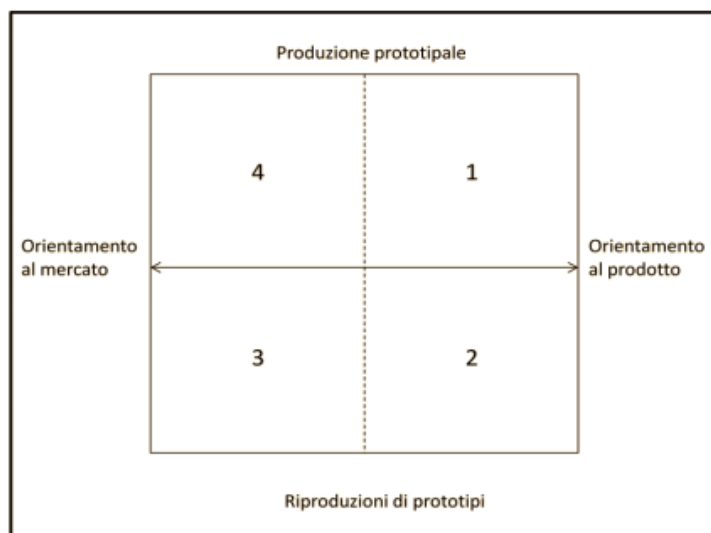 Produzione prototipale
4
1
Orientamento
al mercato
Orientamento
al prodotto
3
2
Riproduzioni di prototipi